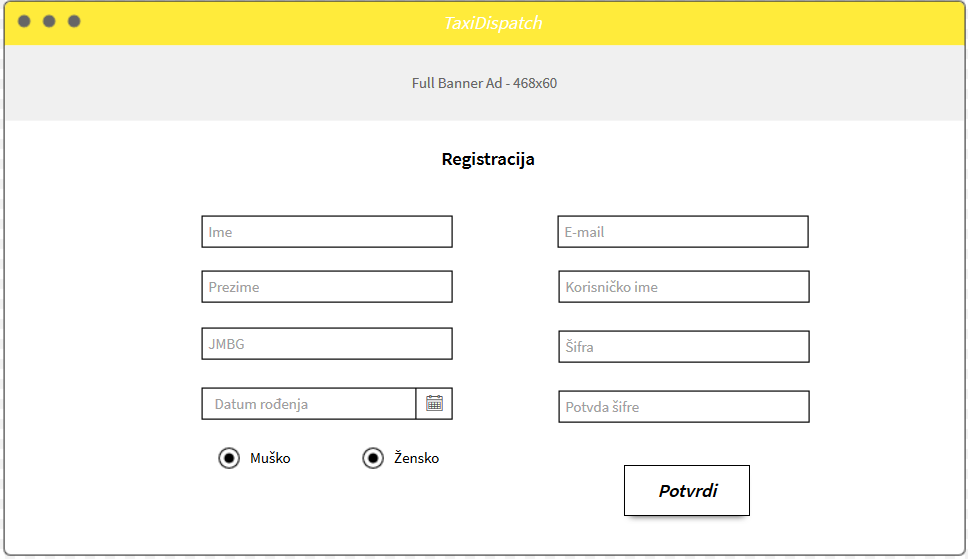 TaxiDispatch
Full Banner Ad - 468x60
Registracija
Ime
Prezime
JMBG
Datum rođenja
Muško Žensko
E-mail
Korisničko ime
Šifra
Potvda šifre
Potvrdi